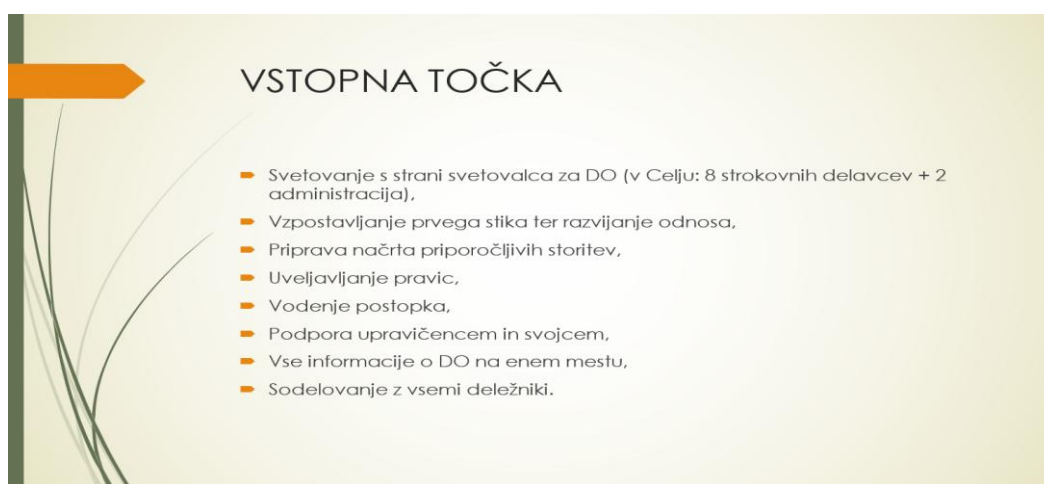 VSTOPNA TOČKA
Svetovanje s strani svetovalca za DO (v Celju: 8 strokovnih delavcev + 2
administracija),
Vzpostavljanje prvega stika ter razvijanje odnosa,
Priprava načrta priporočljivih storitev,
Uveljavljanje pravic,
Vodenje postopka,
Podpora upravičencem in svojcem,
Vse informacije o DO na enem mestu,
Sodelovanje z vsemi deležniki.